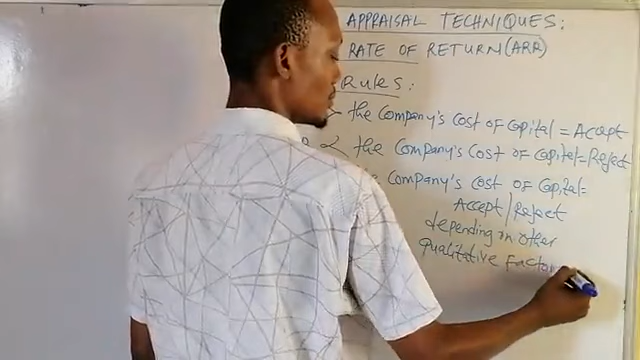 APPRAISAL TECHNIQUES:
RATE OF RETURN (ARR)
RULES:
the Company's Cost of Capital = Accept
the Company's Cost of Capital = Reject
Company's Cost of Capital =
Accept/Reject
depending on other
qualitative Factor